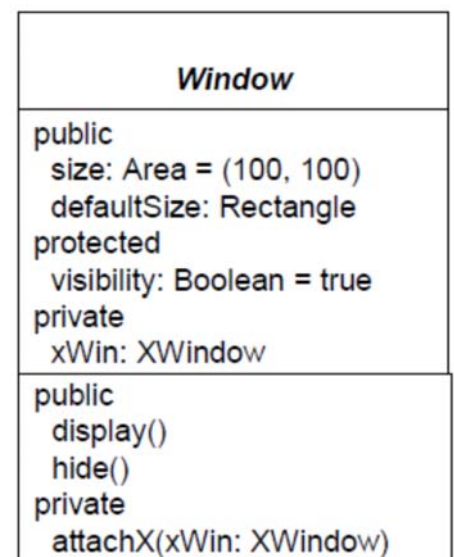 Window
public
size: Area = (100, 100)
defaultSize: Rectangle
protected
visibility: Boolean = true
private
xWin: XWindow
public
display()
hide()
private
attachX(xWin: XWindow)